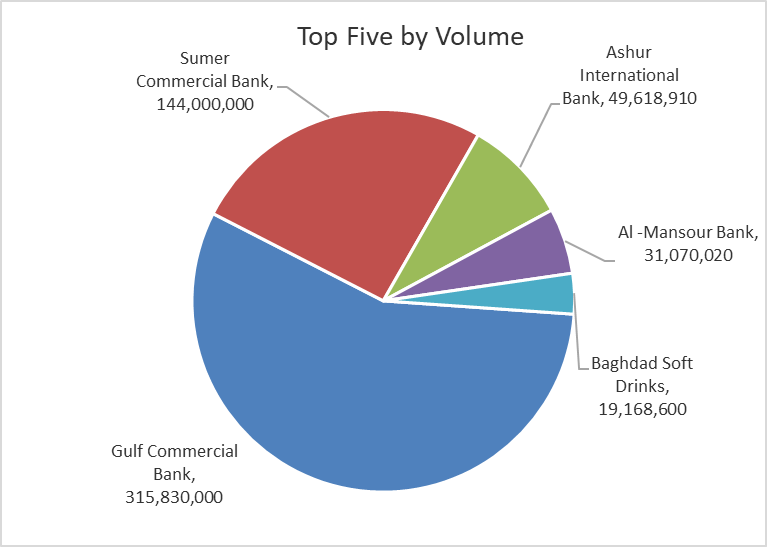 Top Five by Volume
Sumer
Commercial Bank,
144,000,000
Ashur
International
Bank, 49,618,910
Al -Mansour Bank,
31,070,020
Baghdad Soft
Drinks,
19,168,600
Gulf Commercial
Bank,
315,830,000